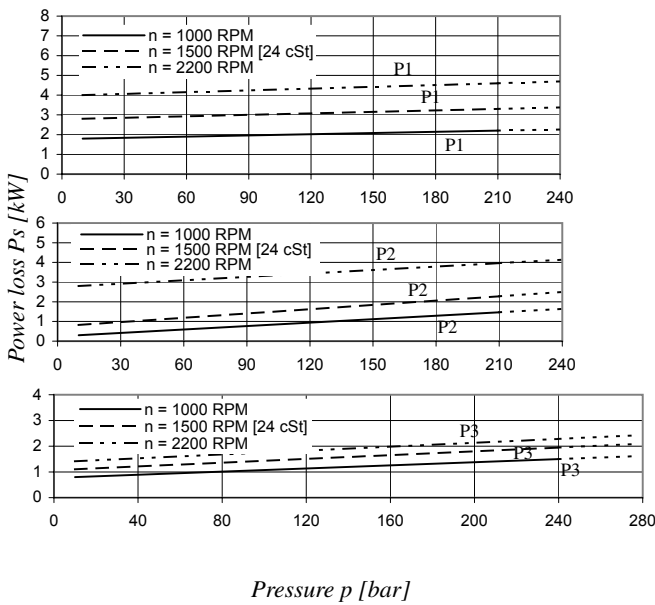 8
7
6
5
4
3
2
1
0
n = 1000 RPM
n = 1500 RPM [24 cSt]
n = 2200 RPM
P1
P1
P1
0 30 60 90 120 150 180 210 240
Power loss Ps [kW]
6
5
4
3
2
1
0
n = 1000 RPM
n = 1500 RPM [24 cSt]
n = 2200 RPM
P2
P2
P2
0 30 60 90 120 150 180 210 240
4
3
2
1
0
n = 1000 RPM
n = 1500 RPM [24 cSt]
n = 2200 RPM
P3
P3
P3
0 40 80 120 160 200 240 280
Pressure p [bar]